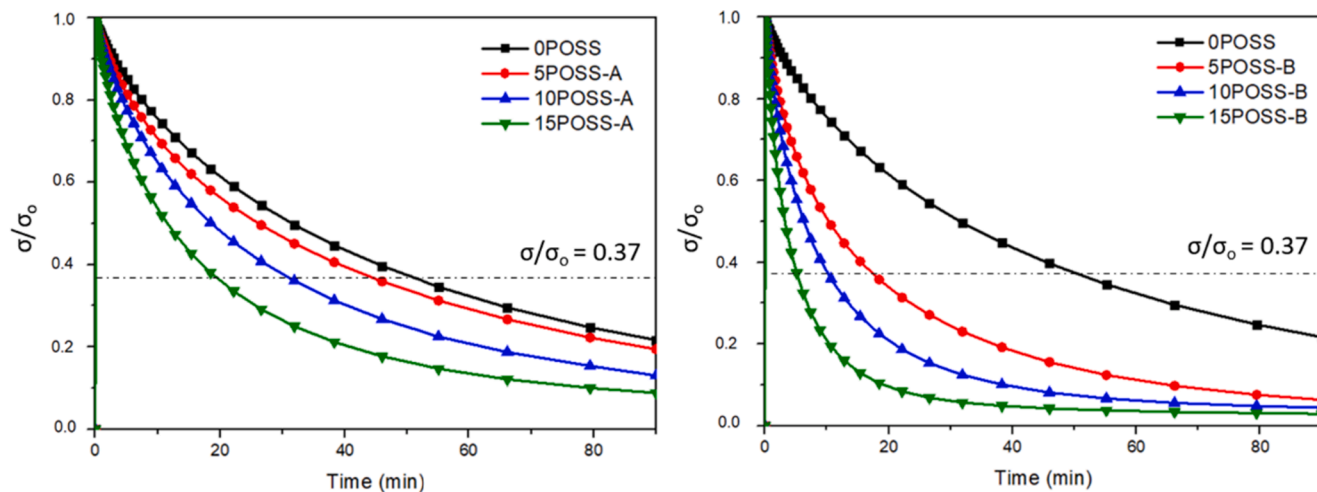 1.0
0.8
0.6
0.4
0.2
0.0
σ/σₒ
0POSS
5POSS-A
10POSS-A
15POSS-A
σ/σₒ = 0.37
0 20 40 60 80
Time (min)
1.0
0.8
0.6
0.4
0.2
0.0
σ/σₒ
0POSS
5POSS-B
10POSS-B
15POSS-B
σ/σₒ = 0.37
0 20 40 60 80
Time (min)